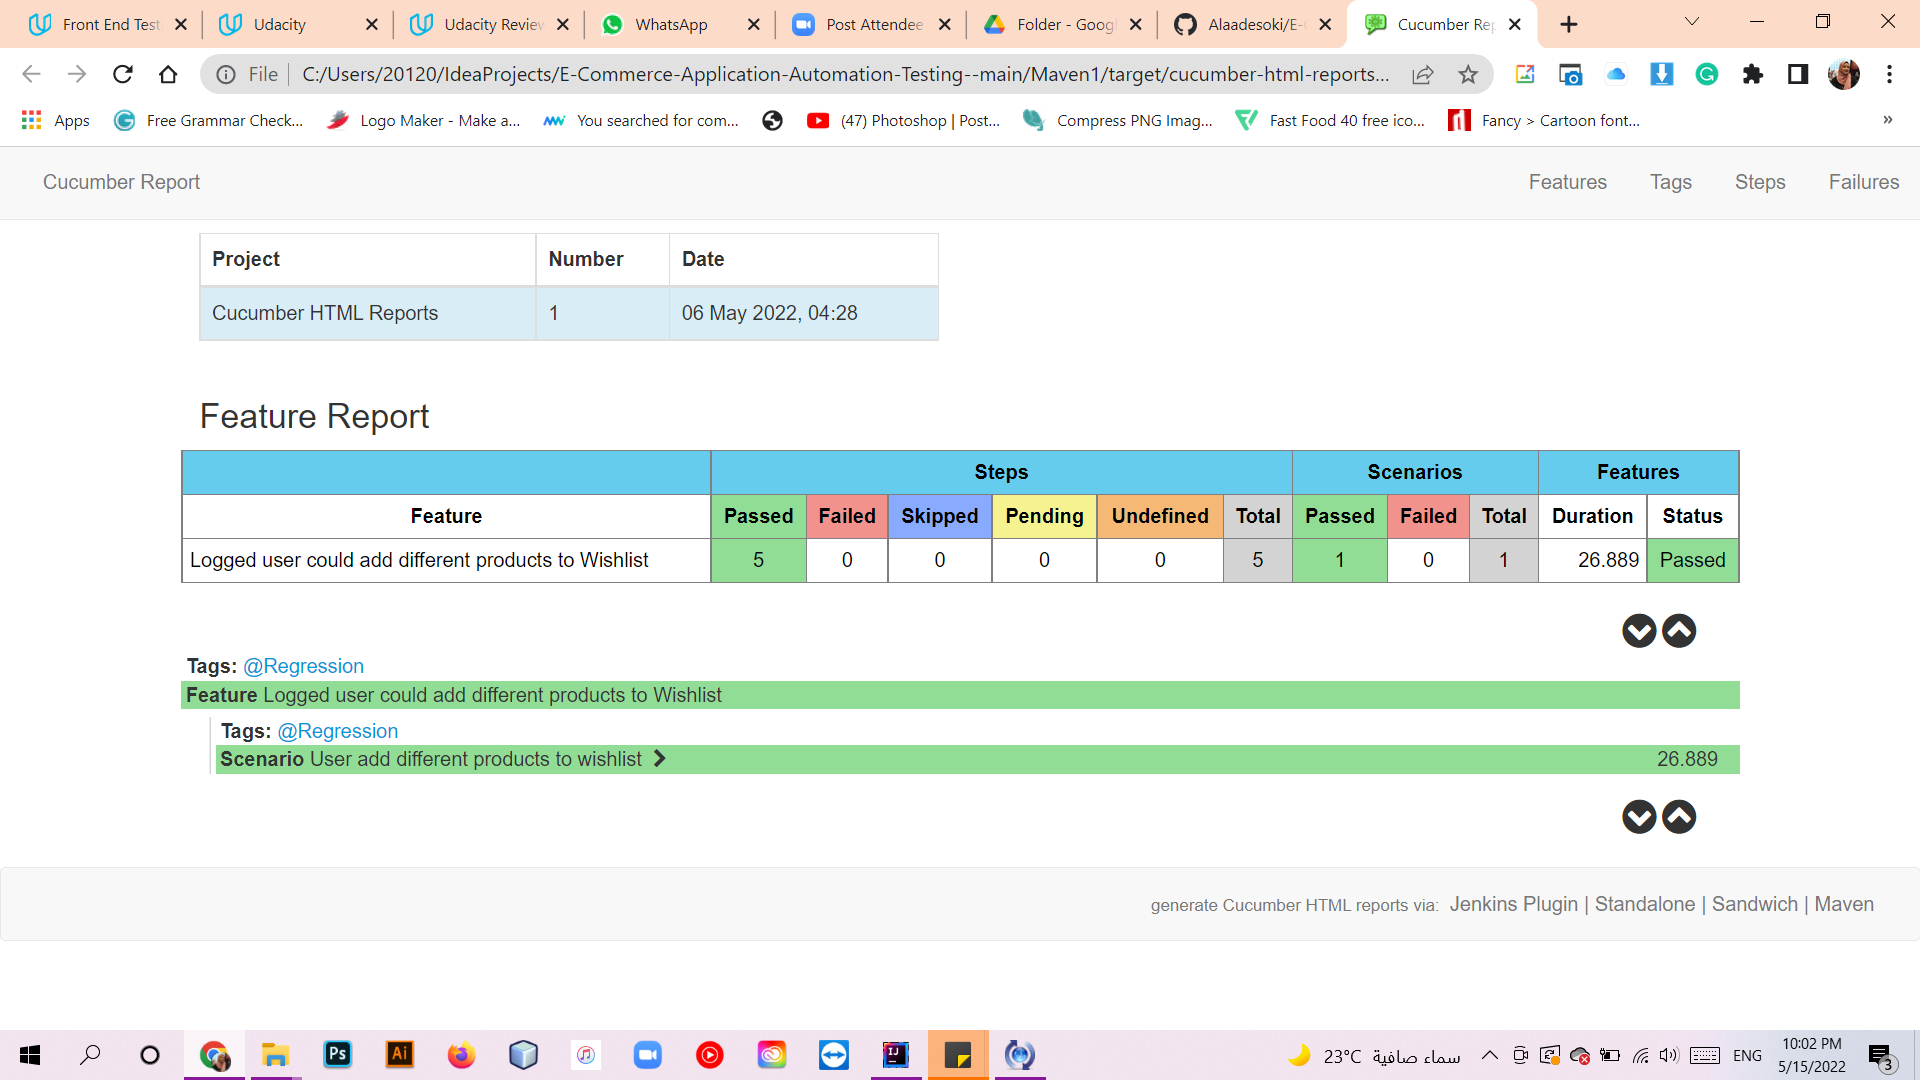 Front End Test
Udacity
Udacity Review
WhatsApp
Post Attendee
Folder - Googl
Alaadesoki/E-
Cucumber Rep
File
C:/Users/20120/IdeaProjects/E-Commerce-Application-Automation-Testing--main/Maven1/target/cucumber-html-reports...
Apps
Free Grammar Check...
Logo Maker - Make a...
You searched for com...
(47) Photoshop | Post...
Compress PNG Imag...
Fast Food 40 free ico...
Fancy > Cartoon font...
»
Cucumber Report
Features
Tags
Steps
Failures
Project Number Date
Cucumber HTML Reports 1 06 May 2022, 04:28
Feature Report
Steps Scenarios Features
Feature Passed Failed Skipped Pending Undefined Total Passed Failed Total Duration Status
Logged user could add different products to Wishlist 5 0 0 0 0 5 1 0 1 26.889 Passed
Tags: @Regression
Feature Logged user could add different products to Wishlist
Tags: @Regression
Scenario User add different products to wishlist 26.889
generate Cucumber HTML reports via: Jenkins Plugin | Standalone | Sandwich | Maven
Ps
Ai
IJ
23°C سماء صافية
ENG
10:02 PM
5/15/2022
3